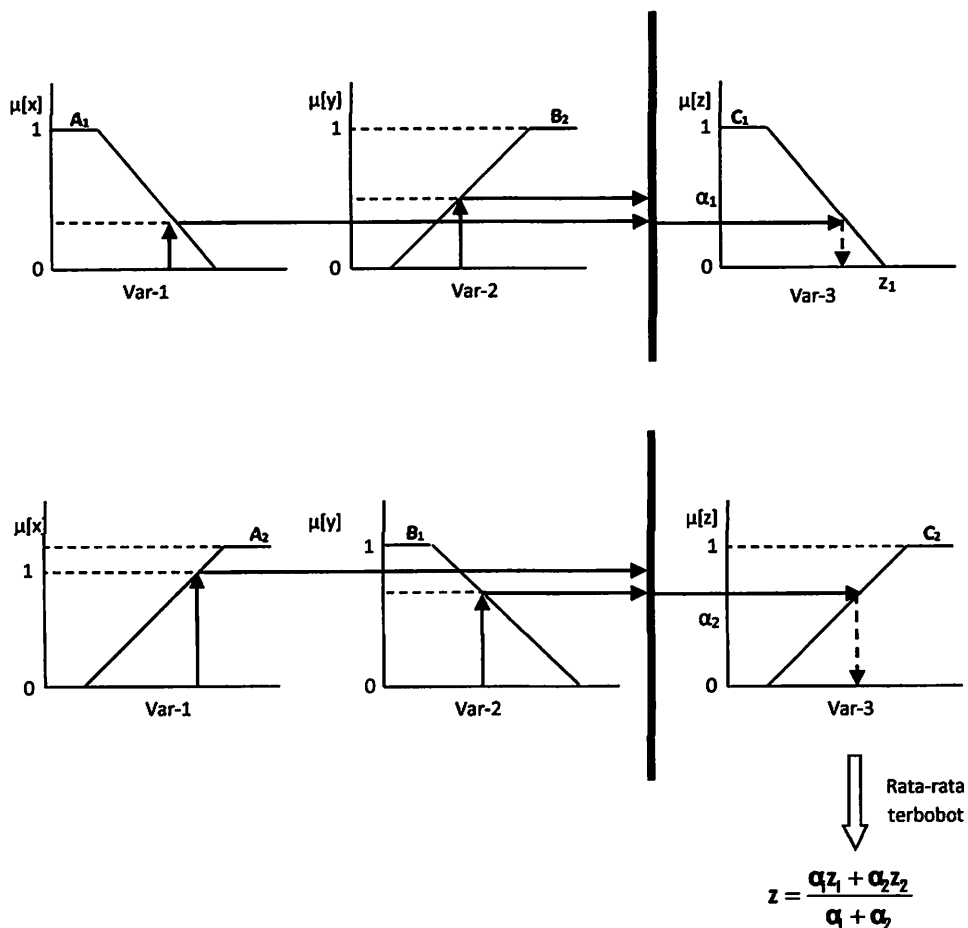 μ[x]
1
A₁
0
Var-1
μ[y]
1
B₂
0
Var-2
μ[z]
1
C₁
α₁
0
z₁
Var-3
μ[x
1
A₂
0
Var-1
μ[y]
1
B₁
0
Var-2
μ[z]
1
C₂
α₂
0
Var-3
Rata-rata
terbobot
z = (α₁z₁ + α₂z₂) / (α₁ + α₂)